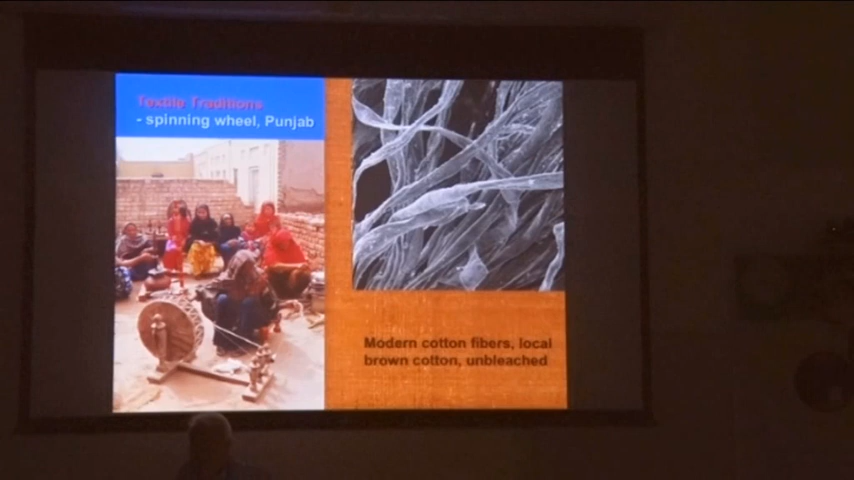 Textile Traditions
- spinning wheel, Punjab
Modern cotton fibers, local
brown cotton, unbleached